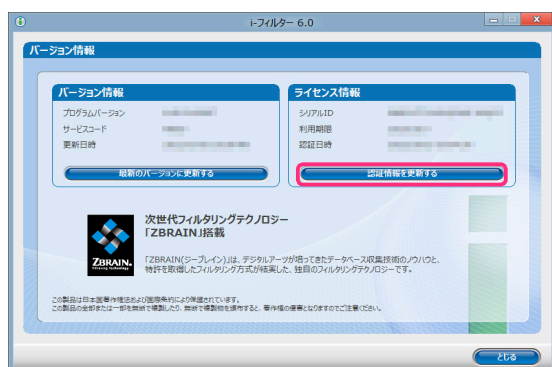 i-フィルター 6.0
バージョン情報
バージョン情報
プログラムバージョン
サービスコード
更新日時
最新のバージョンに更新する
ライセンス情報
シリアルID
利用期限
認証日時
認証情報を更新する
次世代フィルタリングテクノロジー
「ZBRAIN」搭載
ZBRAIN.
Filtering Technology
「ZBRAIN(ジーブレイン)」は、デジタルアーツが培ってきたデータベース収集技術のノウハウと、
特許を取得したフィルタリング方式が結実した、独自のフィルタリングテクノロジーです。
この製品は日本国著作権法および国際条約により保護されています。
この製品の全部または一部を無断で複製したり、無断で複製物を頒布すると、著作権の侵害となりますのでご注意ください。
とじる